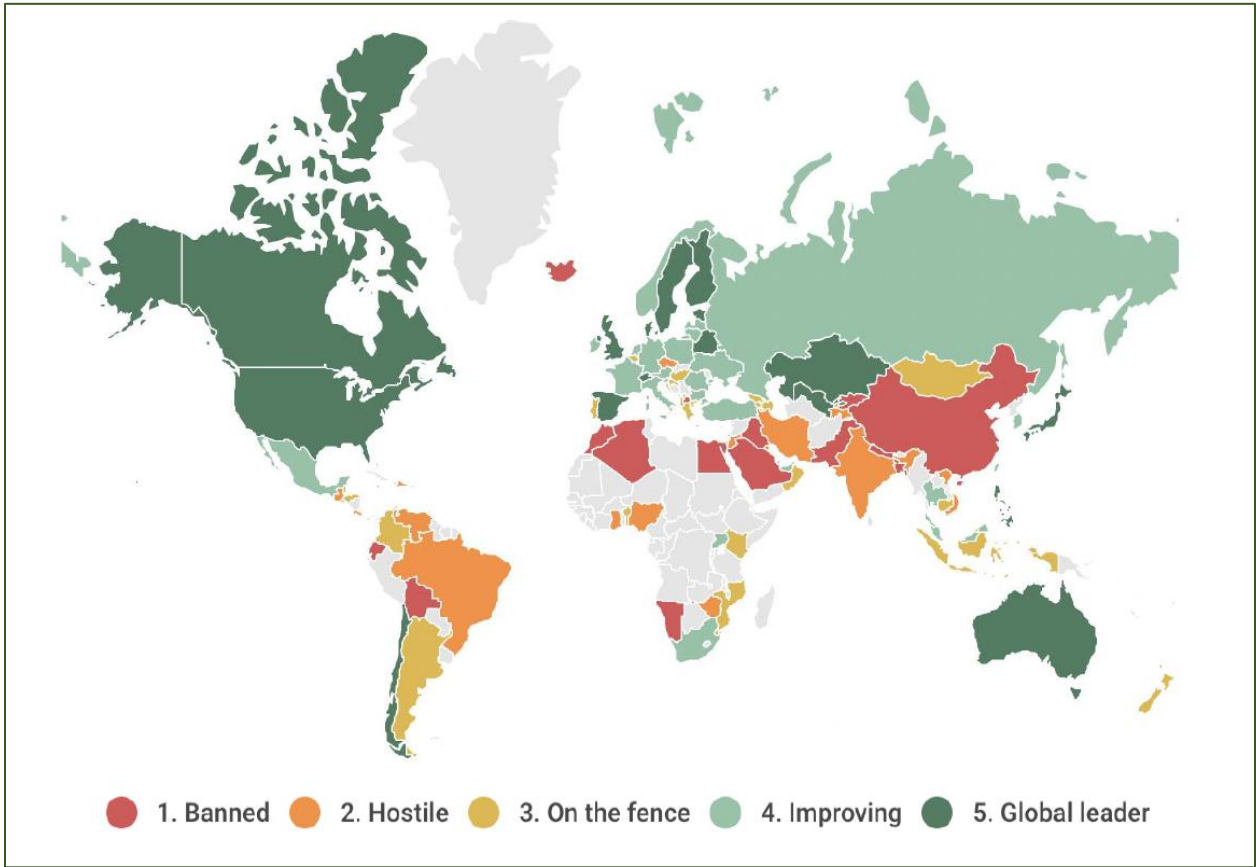 1. Banned 2. Hostile 3. On the fence 4. Improving 5. Global leader